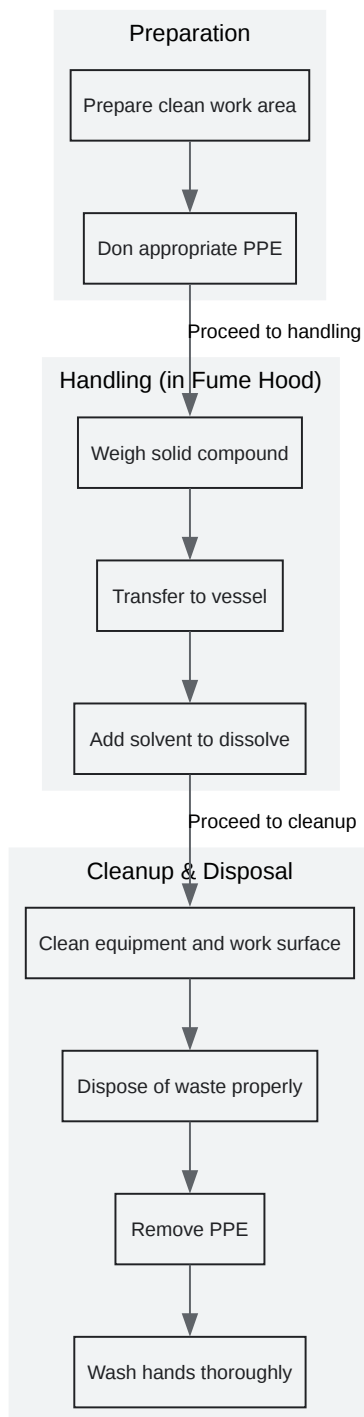 Preparation
Prepare clean work area
Don appropriate PPE
Proceed to handling
Handling (in Fume Hood)
Weigh solid compound
Transfer to vessel
Add solvent to dissolve
Proceed to cleanup
Cleanup & Disposal
Clean equipment and work surface
Dispose of waste properly
Remove PPE
Wash hands thoroughly